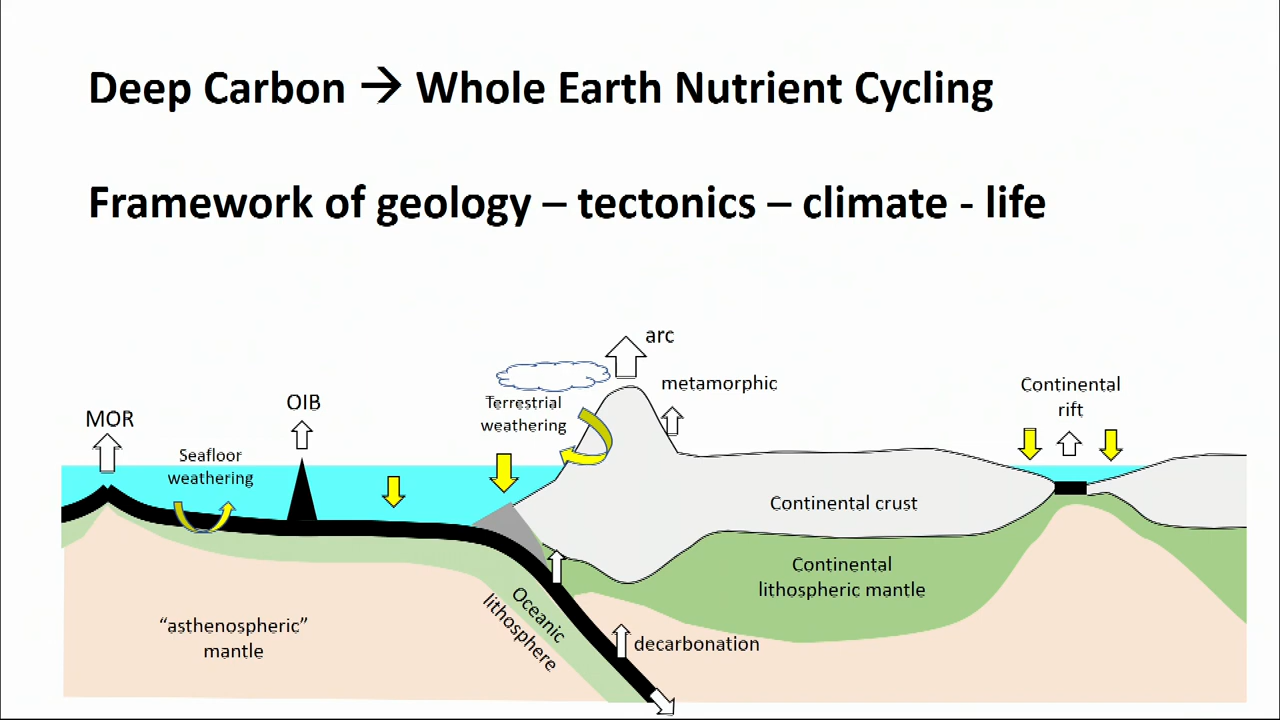 Deep Carbon → Whole Earth Nutrient Cycling
Framework of geology – tectonics – climate - life
arc
metamorphic
Continental
rift
OIB
MOR
Terrestrial
weathering
Seafloor
weathering
Continental crust
Continental
lithospheric mantle
Oceanic
lithosphere
"asthenospheric"
mantle
decarbonation